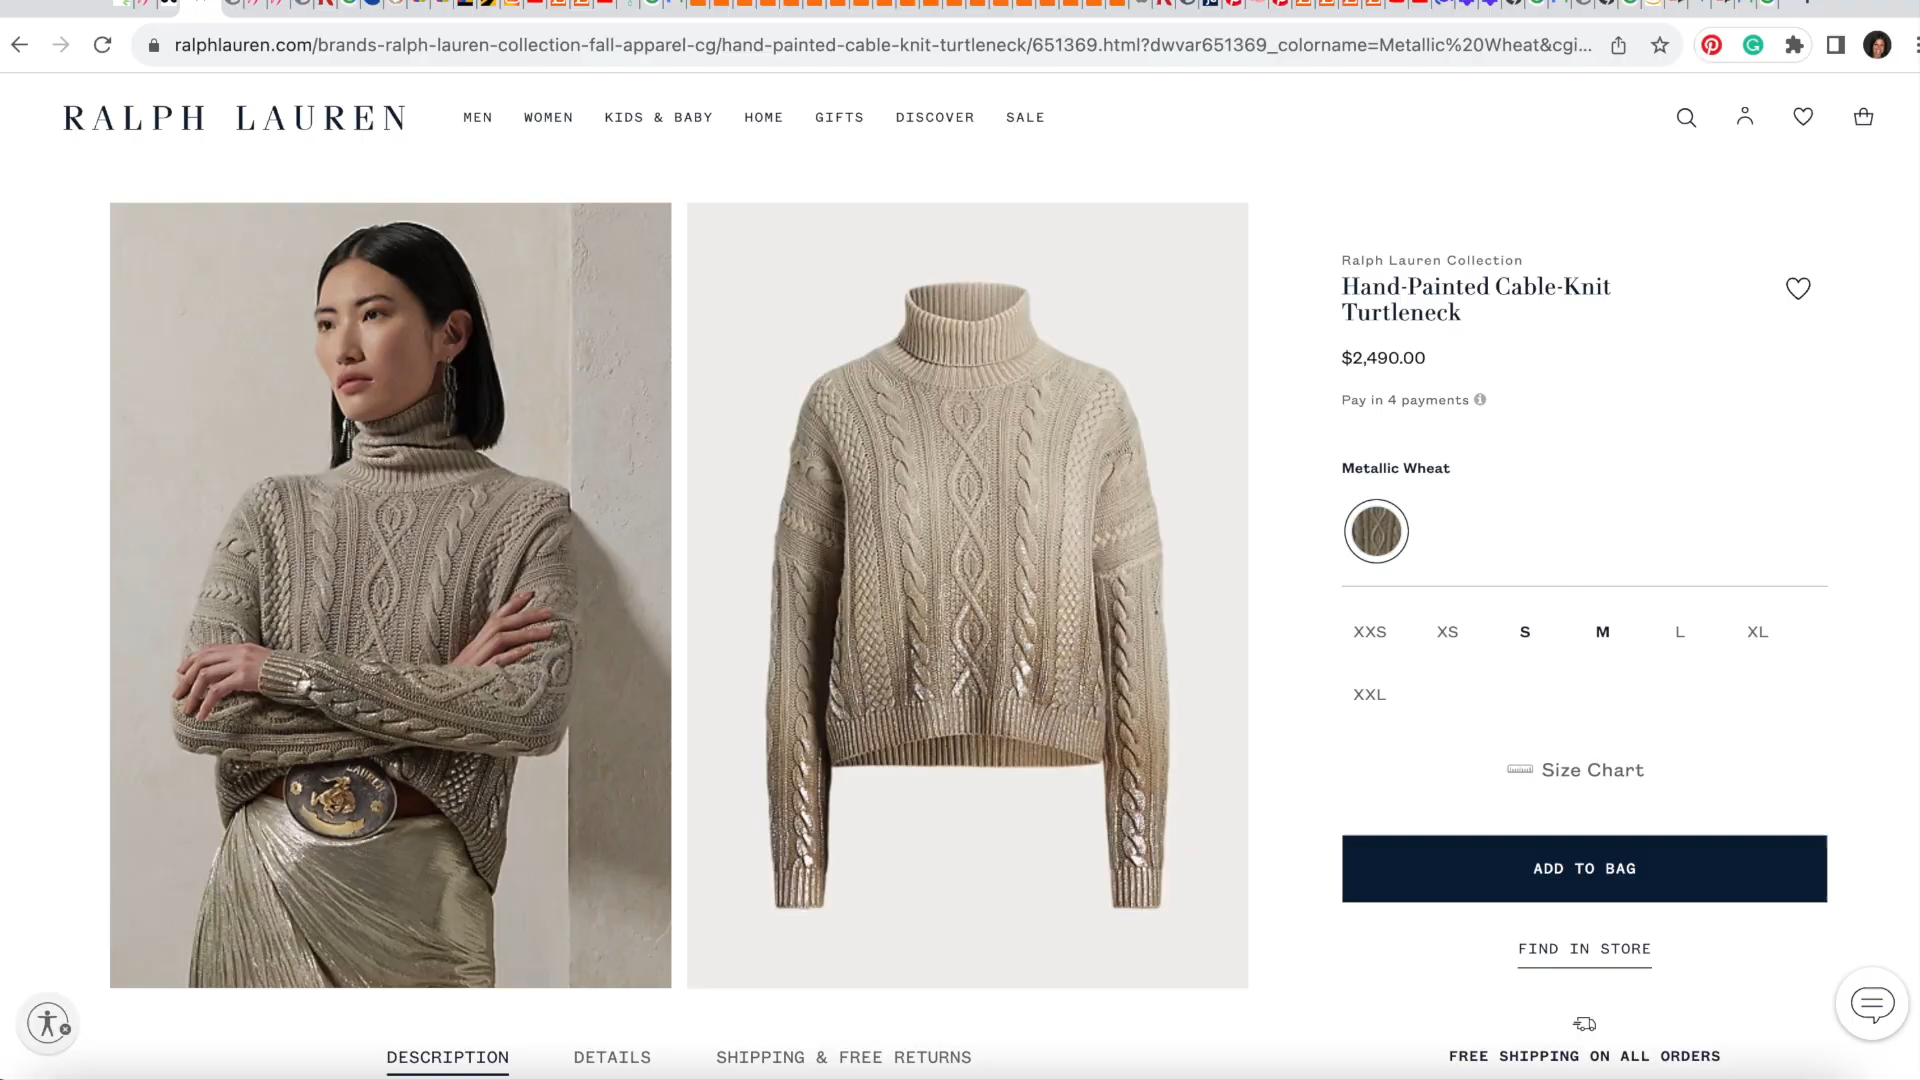 ralphlauren.com/brands-ralph-lauren-collection-fall-apparel-cg/hand-painted-cable-knit-turtleneck/651369.html?dwvar651369_colorname=Metallic%20Wheat&cgi...
RALPH LAUREN
MEN WOMEN KIDS & BABY HOME GIFTS DISCOVER SALE
Ralph Lauren Collection
Hand-Painted Cable-Knit
Turtleneck
$2,490.00
Pay in 4 payments
Metallic Wheat
XXS XS S M L XL
XXL
Size Chart
LAUREN
ADD TO BAG
FIND IN STORE
DESCRIPTION DETAILS SHIPPING & FREE RETURNS
FREE SHIPPING ON ALL ORDERS